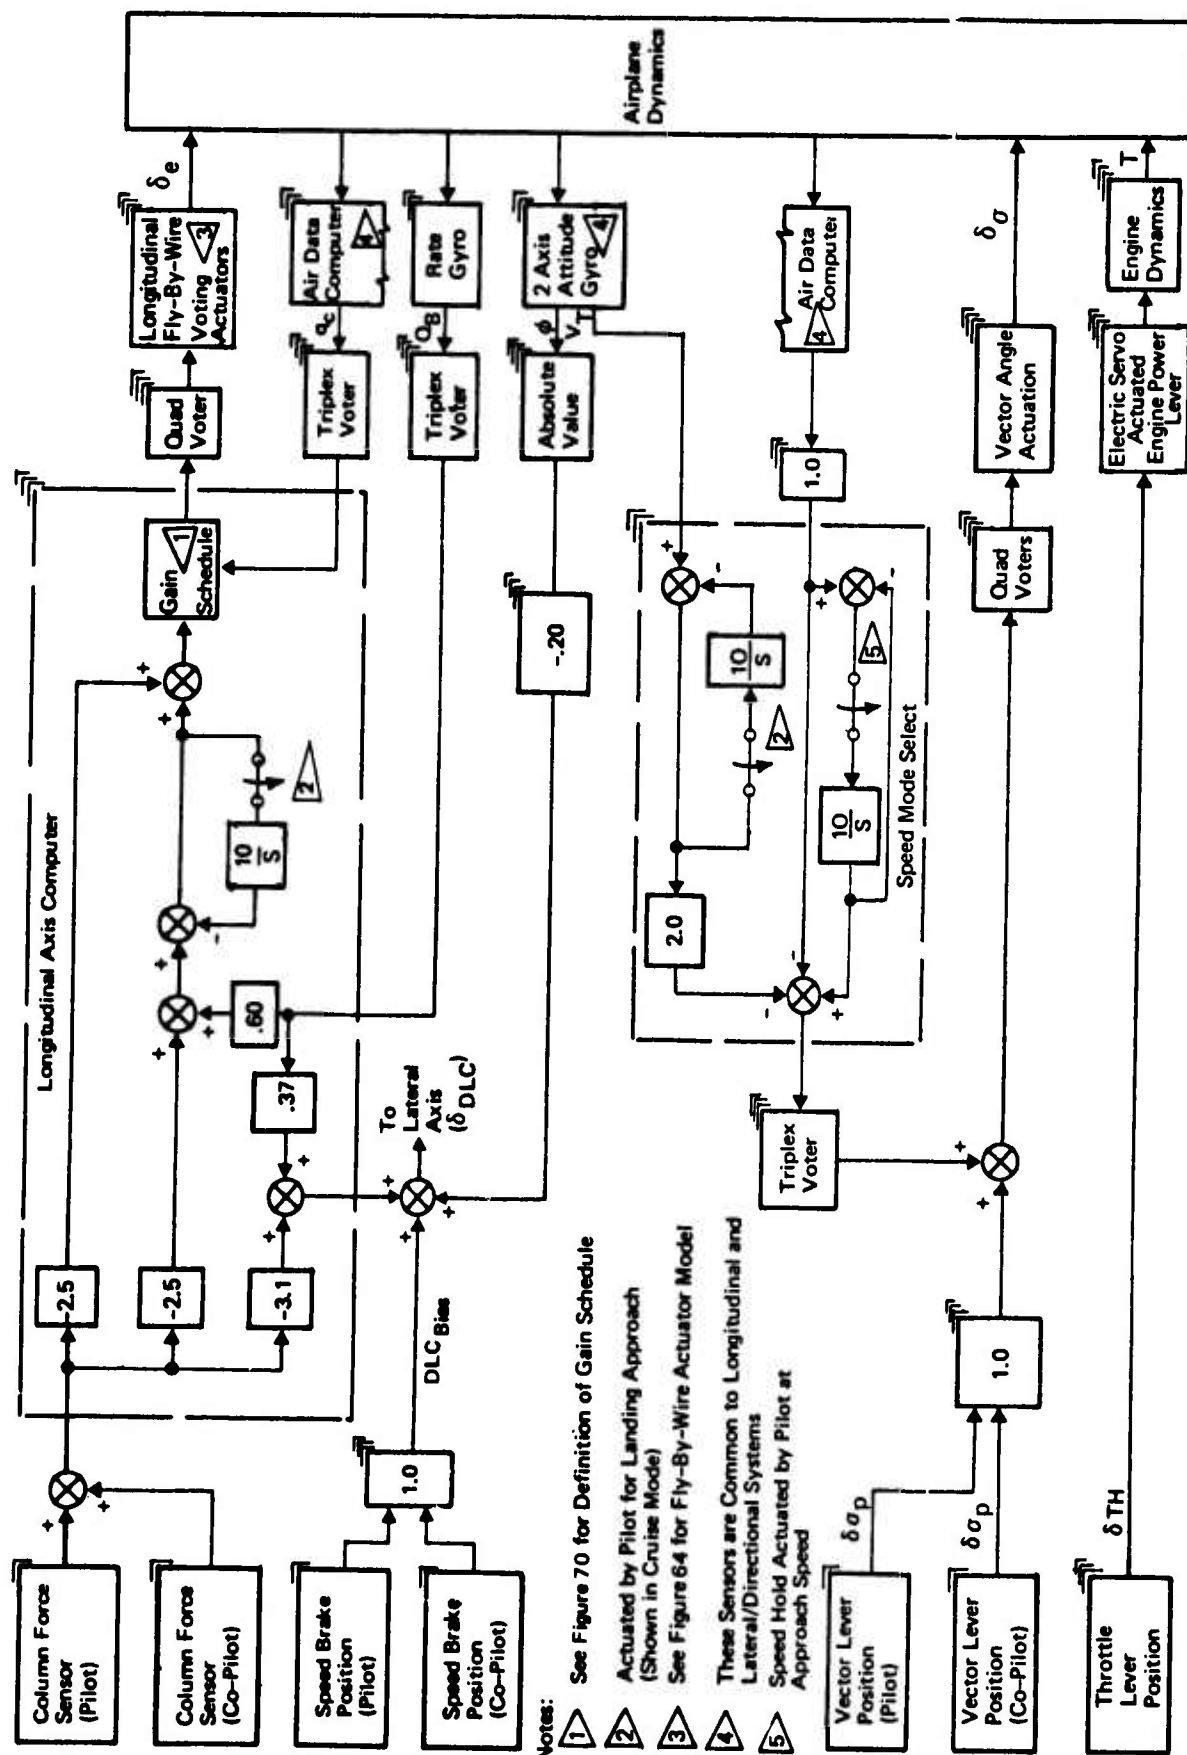 Column Force
Sensor
(Pilot)
Column Force
Sensor
(Co-Pilot)
Speed Brake
Position
(Pilot)
Speed Brake
Position
(Co-Pilot)
Longitudinal Axis Computer
-2.5
-2.5
-3.1
.37
.60
10
S
2
Gain
Schedule
1
Quad
Voter
Longitudinal
Fly-By-Wire
Voting
Actuators
3
δe
Air Data
Computer
4
qc
Triplex
Voter
Rate
Gyro
QB
Triplex
Voter
2 Axis
Attitude
Gyro
4
ϕ
VI
Absolute
Value
-.20
1.0
DLC Bias
To
Lateral
Axis
(δDLC)
Airplane
Dynamics
Air Data
Computer
4
1.0
10
S
2
2.0
10
S
5
Speed Mode Select
Triplex
Voter
Notes:
1 See Figure 70 for Definition of Gain Schedule
2 Actuated by Pilot for Landing Approach
(Shown in Cruise Mode)
3 See Figure 64 for Fly-By-Wire Actuator Model
4 These Sensors are Common to Longitudinal and
Lateral/Directional Systems
5 Speed Hold Actuated by Pilot at
Approach Speed
Vector Lever
Position
(Pilot)
δσp
Vector Lever
Position
(Co-Pilot)
δσp
1.0
Quad
Voters
Vector Angle
Actuation
δσ
Throttle
Lever
Position
δTH
Electric Servo
Actuated
Engine Power
Lever
Engine
Dynamics
T